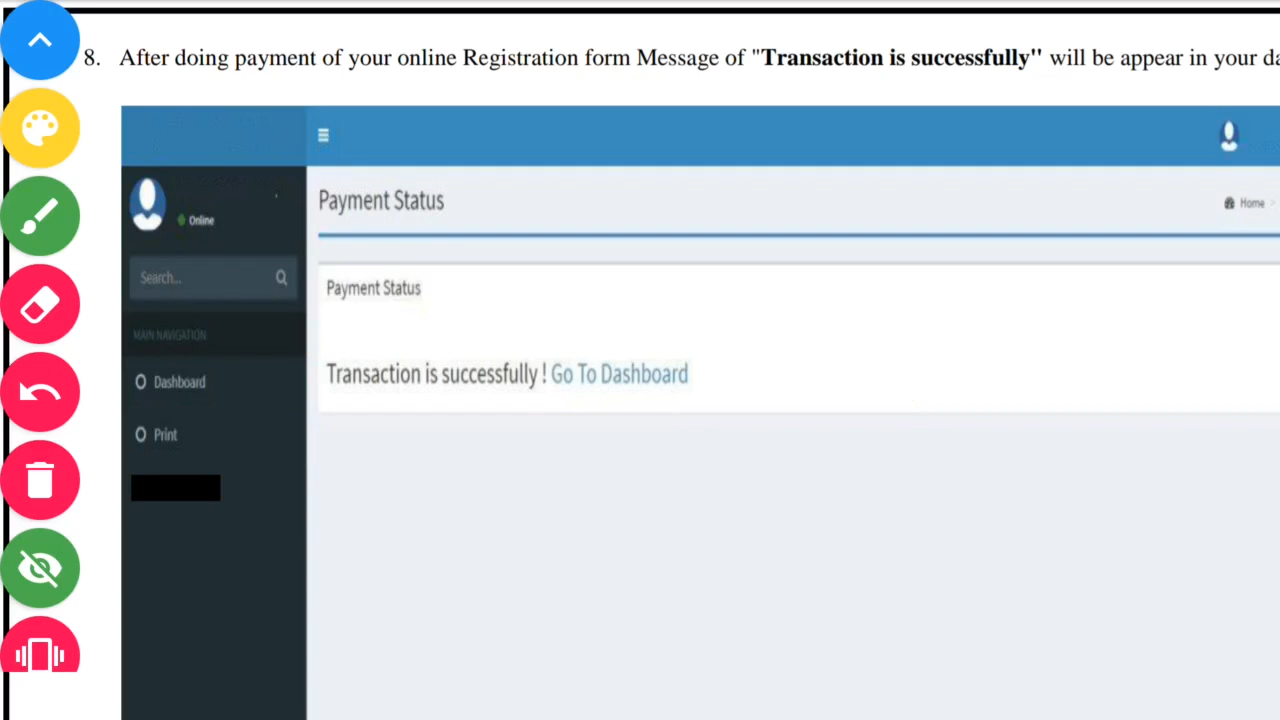 8. After doing payment of your online Registration form Message of "Transaction is successfully" will be appear in your
Payment Status
Home >
Online
Search...
Payment Status
MAIN NAVIGATION
Transaction is successfully ! Go To Dashboard
Dashboard
Print